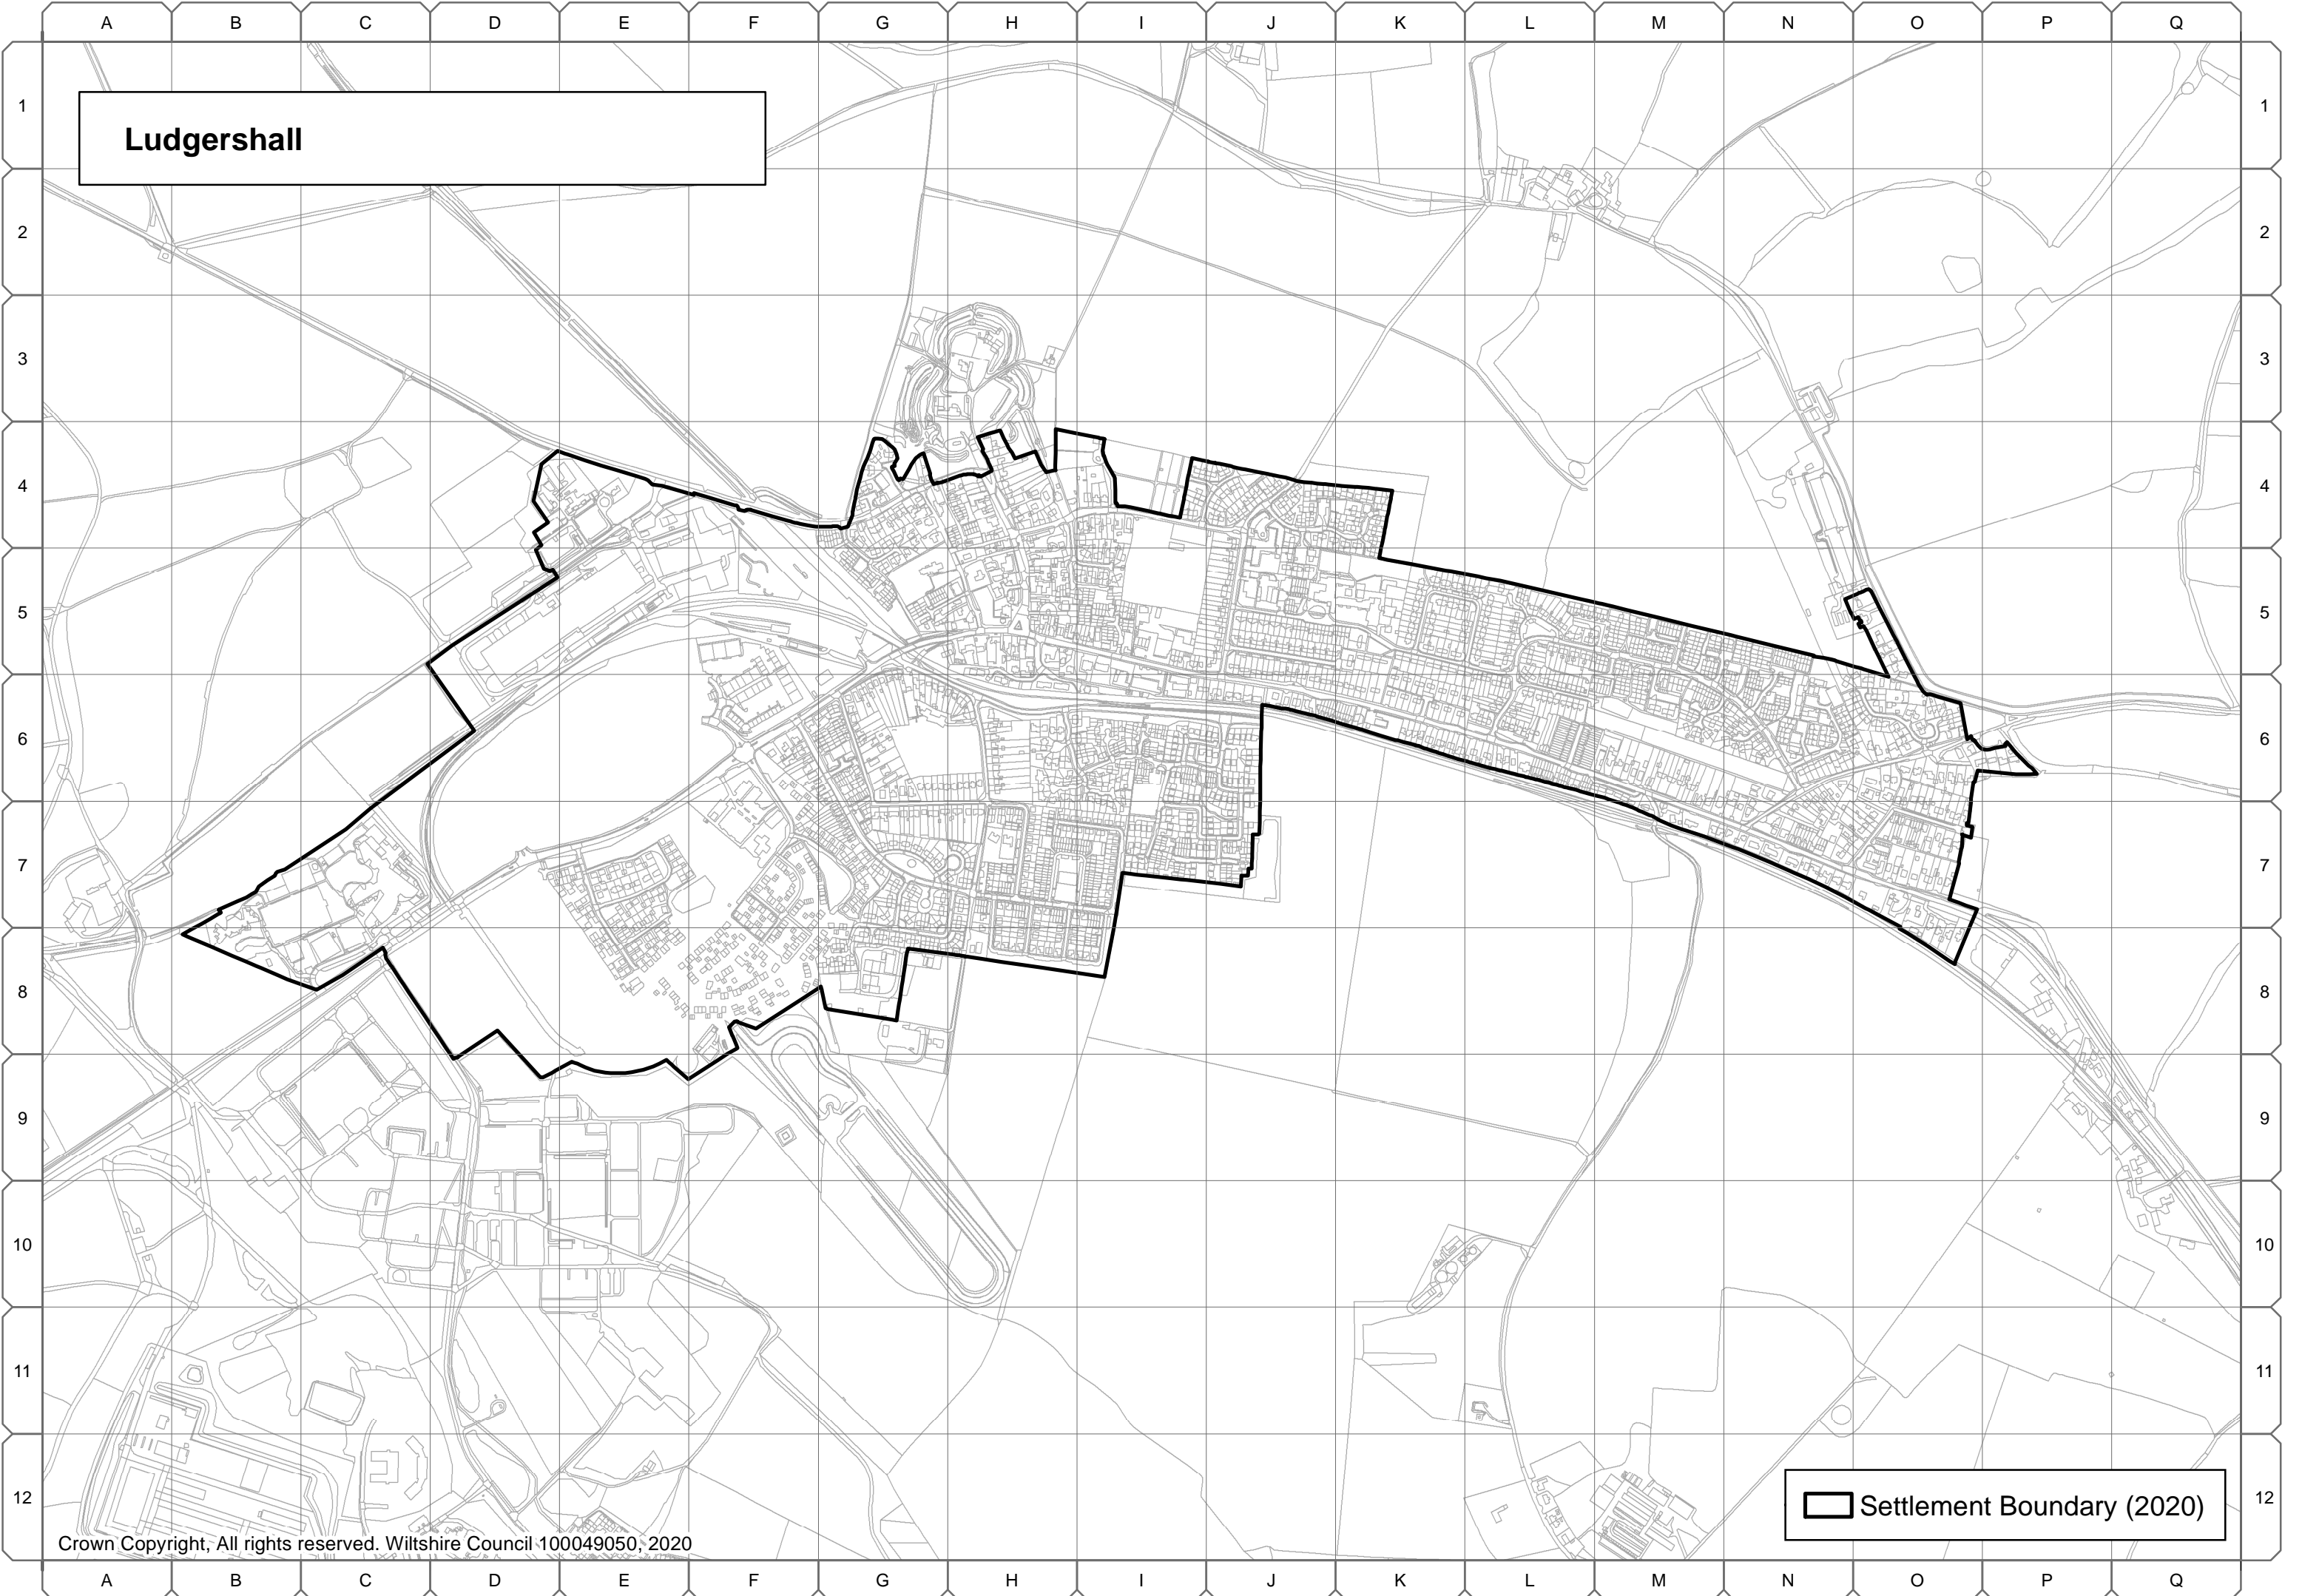 A B C D E F G H I J K L M N O P Q
1 1
Ludgershall
2 2
3 3
4 4
5 5
6 6
7 7
8 8
9 9
10 10
11 11
12 12
Settlement Boundary (2020)
Crown Copyright, All rights reserved. Wiltshire Council 100049050, 2020
A B C D E F G H I J K L M N O P Q